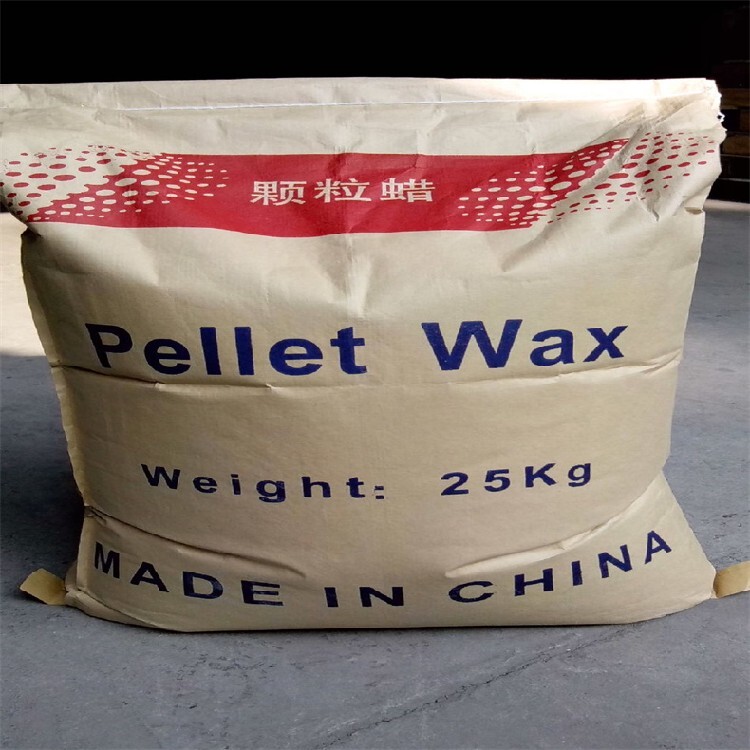 颗粒蜡
Pellet Wax
Weight: 25Kg
MADE IN CHINA